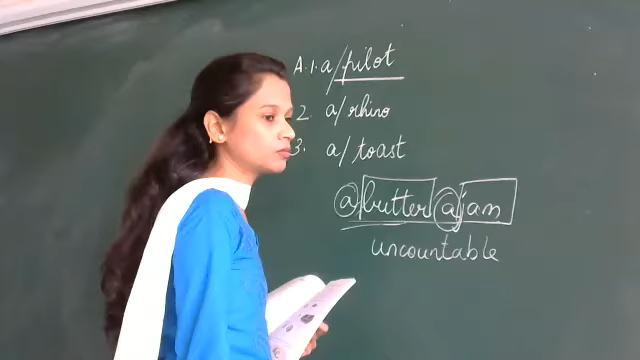 A. 1. a/pilot
2. a/rhino
3. a/toast
a/butter a/jam
uncountable